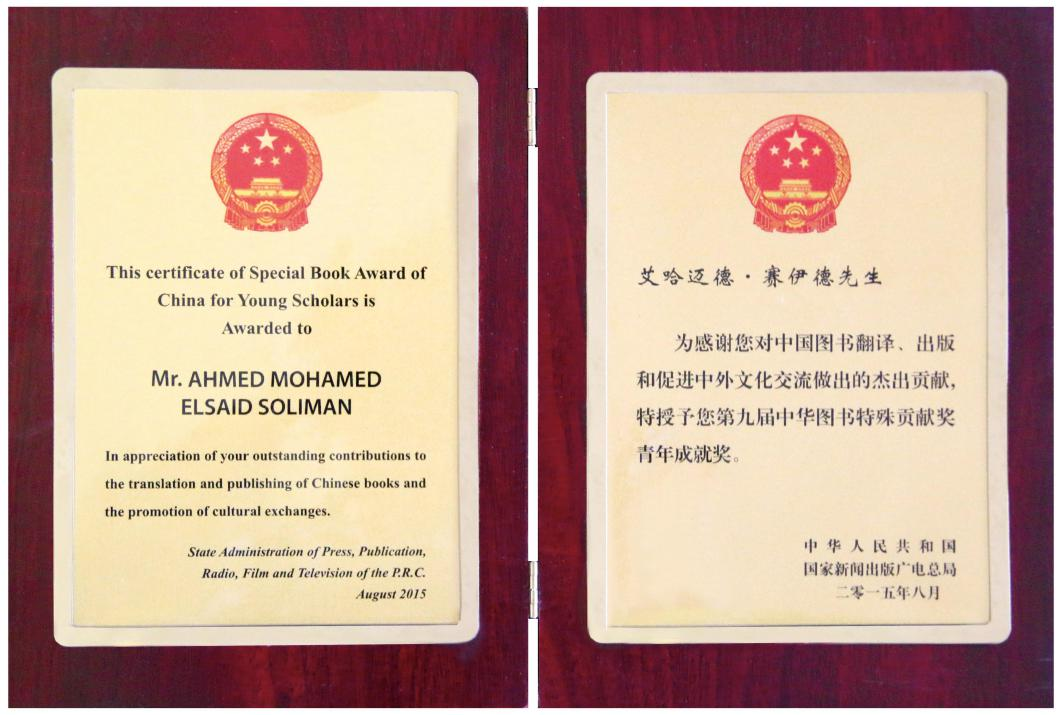 This certificate of Special Book Award of
China for Young Scholars is
Awarded to
Mr. AHMED MOHAMED
ELSAID SOLIMAN
In appreciation of your outstanding contributions to
the translation and publishing of Chinese books and
the promotion of cultural exchanges.
State Administration of Press, Publication,
Radio, Film and Television of the P.R.C.
August 2015
艾哈迈德·赛伊德先生
为感谢您对中国图书翻译、出版
和促进中外文化交流做出的杰出贡献,
特授予您第九届中华图书特殊贡献奖
青年成就奖。
中华人民共和国
国家新闻出版广电总局
二零一五年八月